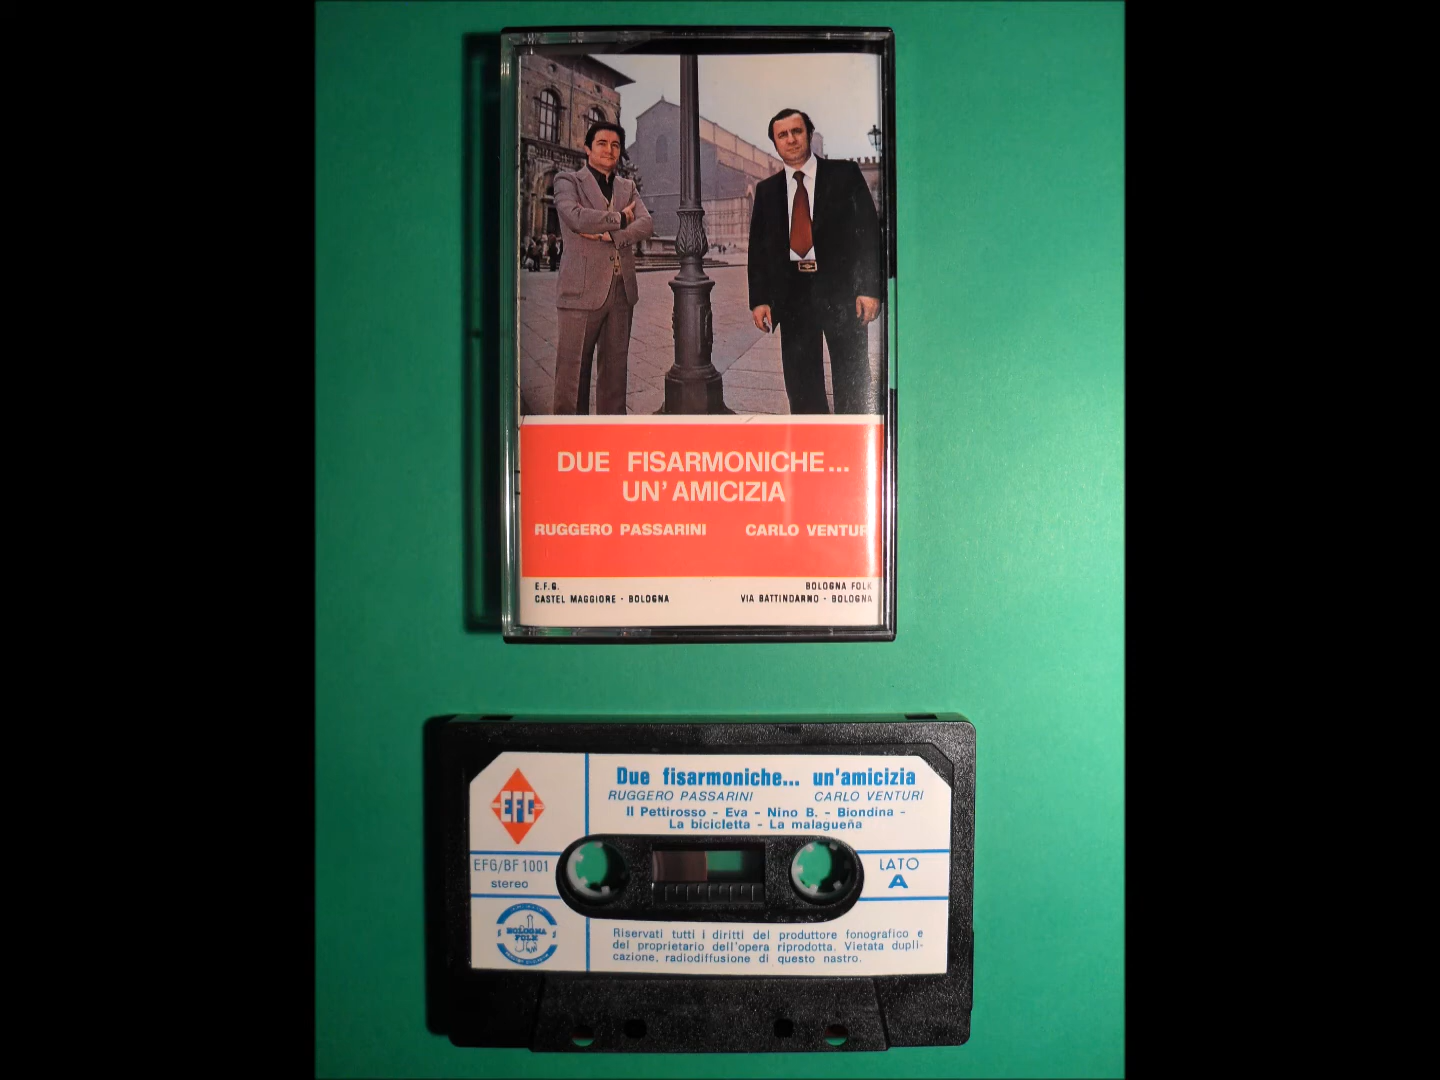 DUE FISARMONICHE...
UN' AMICIZIA
RUGGERO PASSARINI CARLO VENTUR
E.F.G. BOLOGNA FOLK
CASTEL MAGGIORE - BOLOGNA VIA BATTINDARNO - BOLOGNA
Due fisarmoniche... un'amicizia
RUGGERO PASSARINI CARLO VENTURI
Il Pettirosso - Eva - Nino B. - Biondina -
La bicicletta - La malagueña
EFG
EFG/BF 1001
stereo
LATO
A
BOLOGNA
FOLK
Riservati tutti i diritti del produttore fonografico e
del proprietario dell'opera riprodotta. Vietata dupli-
cazione, radiodiffusione di questo nastro.